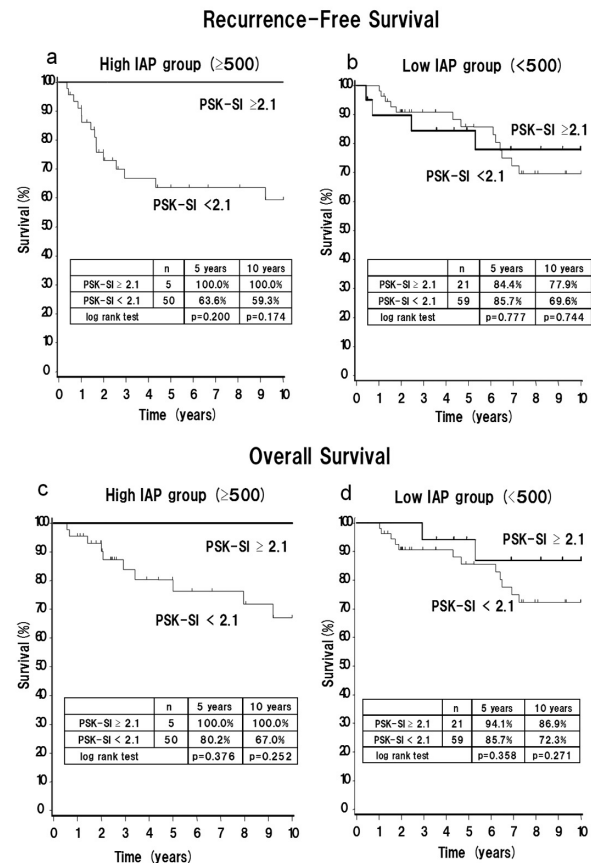 Recurrence-Free Survival
a
High IAP group (≥500)
Survival (%)
100
90
80
70
60
50
40
30
20
10
0
PSK-SI ≥2.1
PSK-SI <2.1
n 5 years 10 years
PSK-SI ≥ 2.1 5 100.0% 100.0%
PSK-SI < 2.1 50 63.6% 59.3%
log rank test p=0.200 p=0.174
0 1 2 3 4 5 6 7 8 9 10
Time (years)
b
Low IAP group (<500)
Survival (%)
100
90
80
70
60
50
40
30
20
10
0
PSK-SI ≥2.1
PSK-SI <2.1
n 5 years 10 years
PSK-SI ≥ 2.1 21 84.4% 77.9%
PSK-SI < 2.1 59 85.7% 69.6%
log rank test p=0.777 p=0.744
0 1 2 3 4 5 6 7 8 9 10
Time (years)
Overall Survival
c
High IAP group (≥500)
Survival (%)
100
90
80
70
60
50
40
30
20
10
0
PSK-SI ≥ 2.1
PSK-SI < 2.1
n 5 years 10 years
PSK-SI ≥ 2.1 5 100.0% 100.0%
PSK-SI < 2.1 50 80.2% 67.0%
log rank test p=0.376 p=0.252
0 1 2 3 4 5 6 7 8 9 10
Time (years)
d
Low IAP group (<500)
Survival (%)
100
90
80
70
60
50
40
30
20
10
0
PSK-SI ≥ 2.1
PSK-SI < 2.1
n 5 years 10 years
PSK-SI ≥ 2.1 21 94.1% 86.9%
PSK-SI < 2.1 59 85.7% 72.3%
log rank test p=0.358 p=0.271
0 1 2 3 4 5 6 7 8 9 10
Time (years)